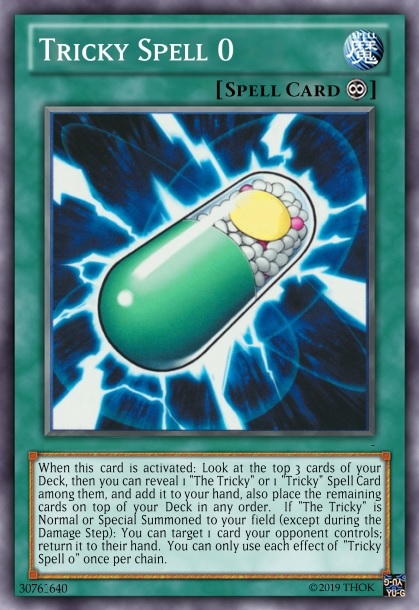 TRICKY SPELL 0
魔
[SPELL CARD ]
When this card is activated: Look at the top 3 cards of your
Deck, then you can reveal 1 "The Tricky" or 1 "Tricky" Spell Card
among them, and add it to your hand, also place the remaining
cards on top of your Deck in any order. If "The Tricky" is
Normal or Special Summoned to your field (except during the
Damage Step): You can target 1 card your opponent controls;
return it to their hand. You can only use each effect of "Tricky
Spell 0" once per chain.
©2019 THOK